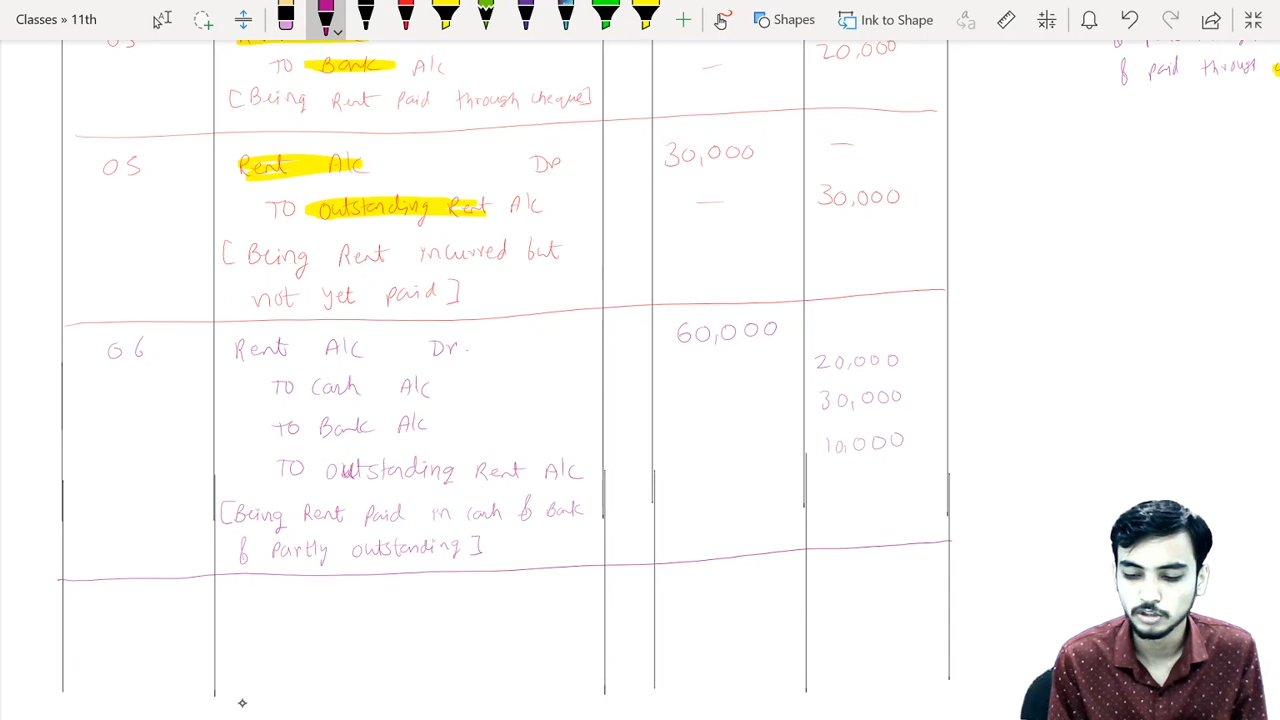 Classes » 11th
Shapes
Ink to Shape
20,000
& paid through
TO Bank A/c
[Being Rent Paid through cheque]
05 Rent A/c Dr 30,000 —
TO outstanding Rent A/c — 30,000
[Being Rent incurred but
not yet paid]
06 Rent A/c Dr. 60,000
TO Cash A/c 20,000
TO Bank A/c 30,000
TO outstanding Rent A/c 10,000
[Being Rent Paid in cash & Bank
& partly outstanding]